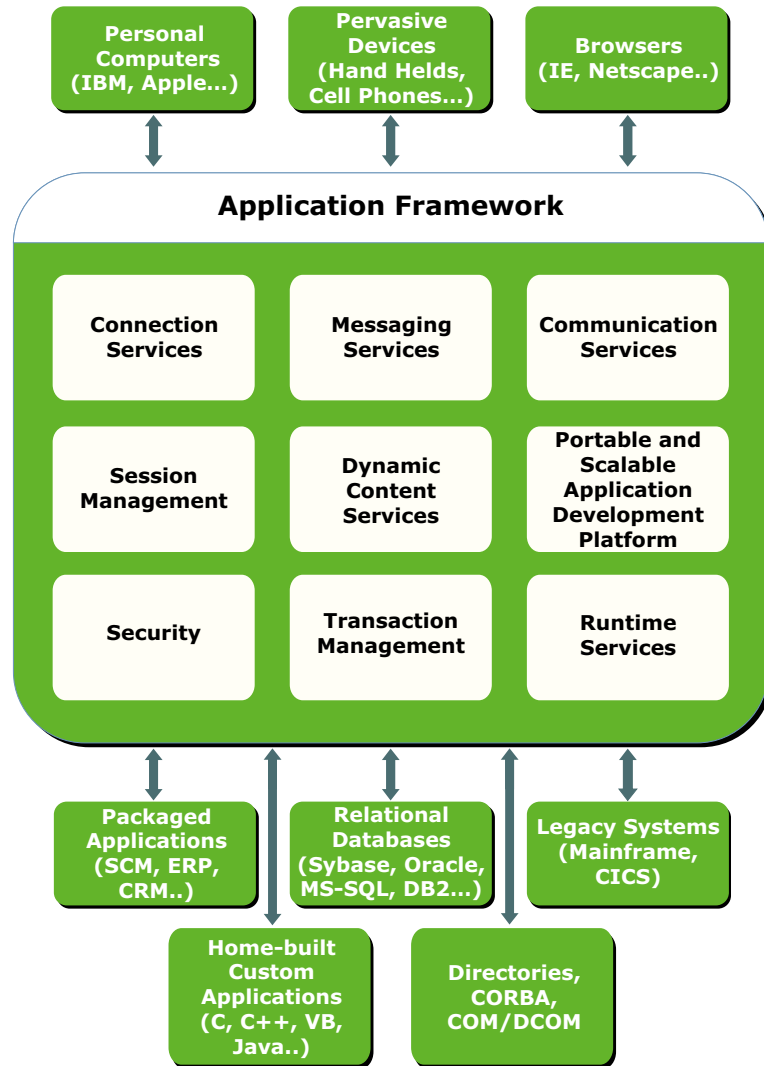 Personal
Computers
(IBM, Apple...)
Pervasive
Devices
(Hand Helds,
Cell Phones...)
Browsers
(IE, Netscape..)
Application Framework
Connection
Services
Messaging
Services
Communication
Services
Session
Management
Dynamic
Content
Services
Portable and
Scalable
Application
Development
Platform
Security
Transaction
Management
Runtime
Services
Packaged
Applications
(SCM, ERP,
CRM..)
Relational
Databases
(Sybase, Oracle,
MS-SQL, DB2...)
Legacy Systems
(Mainframe,
CICS)
Home-built
Custom
Applications
(C, C++, VB,
Java..)
Directories,
CORBA,
COM/DCOM